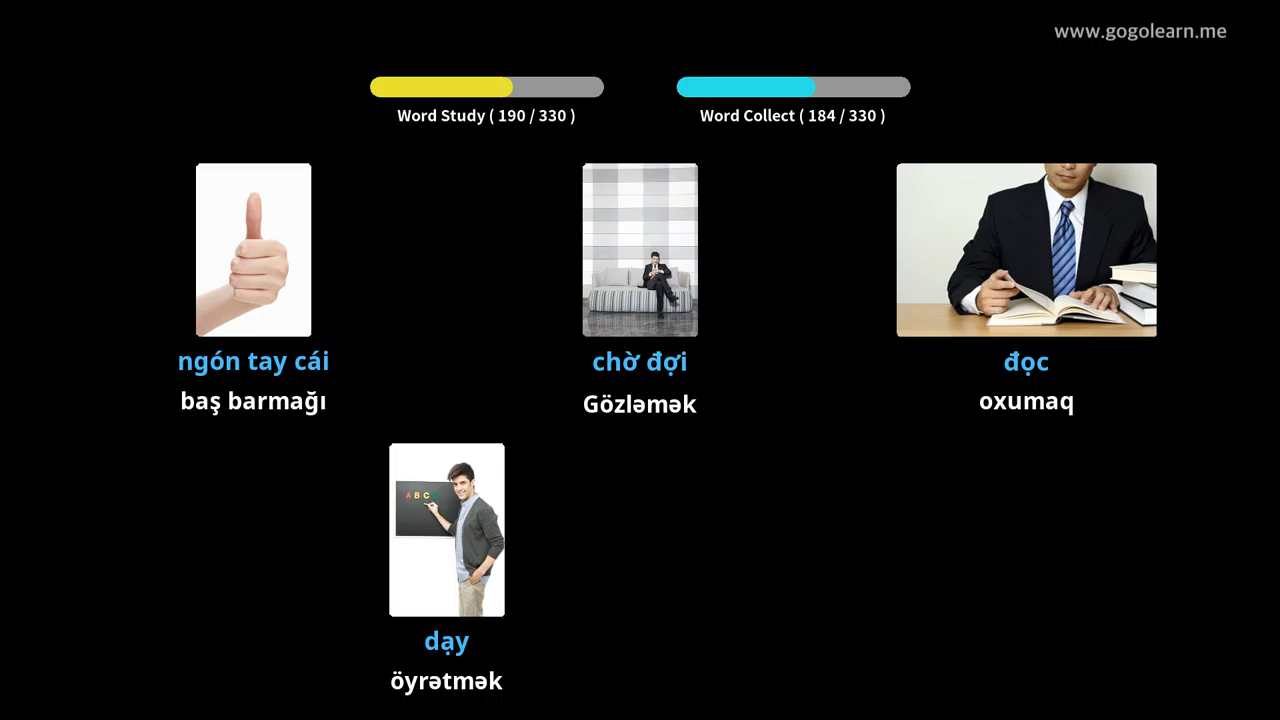 www.gogolearn.me
Word Study ( 190 / 330 )
Word Collect ( 184 / 330 )
ngón tay cái
baş barmağı
chờ đợi
Gözləmək
đọc
oxumaq
A B C
dạy
öyrətmək